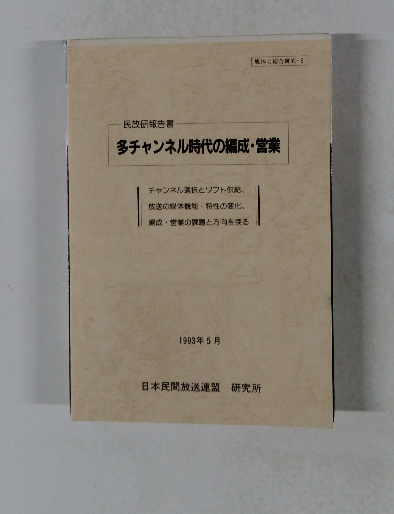 民放研報告書
多チャンネル時代の編成・営業
チャンネル選択とソフト供給、
放送の媒体機能・特性の変化、
編成・営業の課題と方向を探る
1993年5月
日本民間放送連盟 研究所